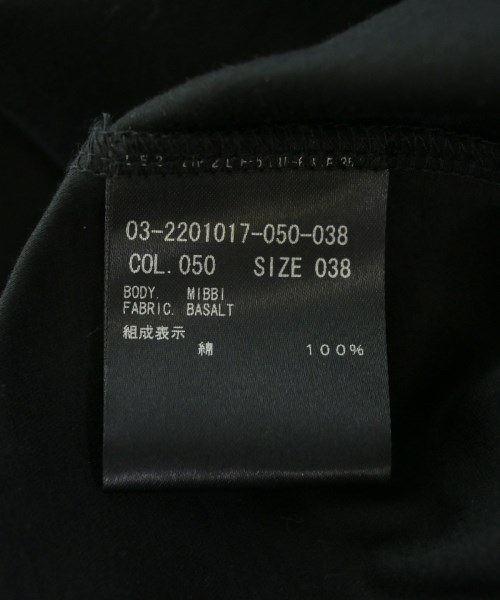 03-2201017-050-038
COL. 050 SIZE 038
BODY. MIBBI
FABRIC. BASALT
組成表示
綿 100%